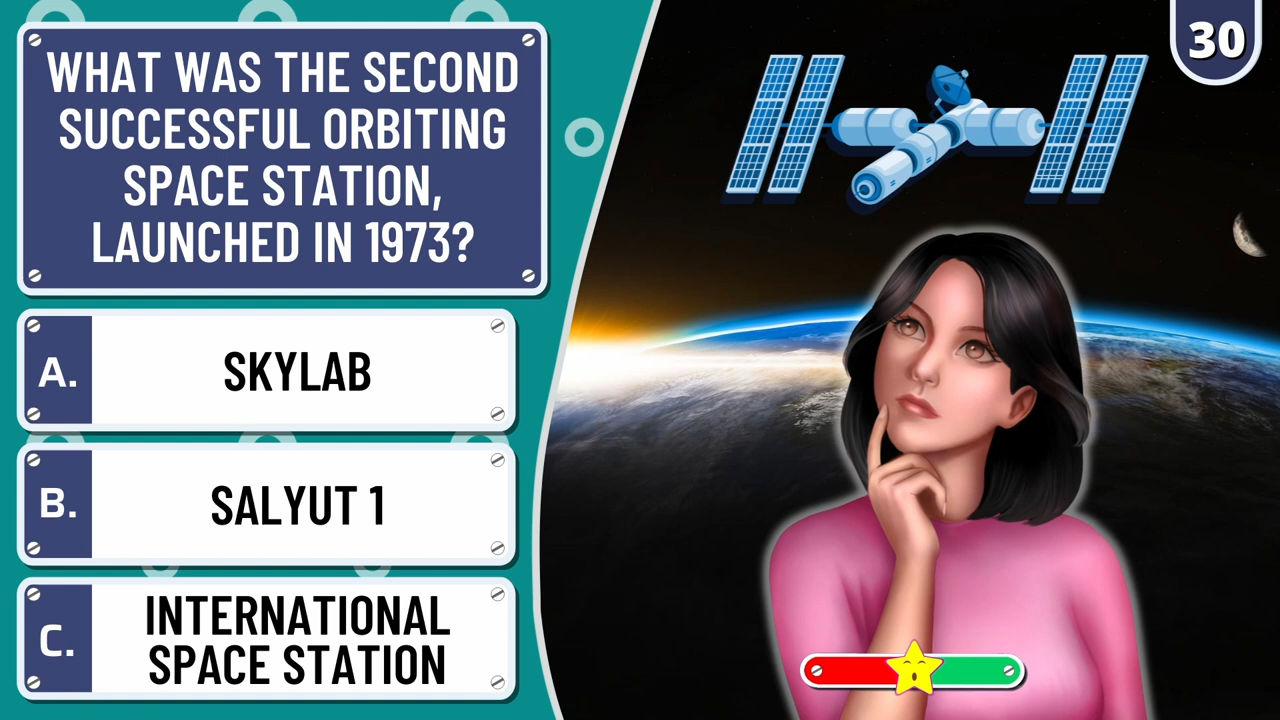 WHAT WAS THE SECOND
SUCCESSFUL ORBITING
SPACE STATION,
LAUNCHED IN 1973?
30
A. SKYLAB
B. SALYUT 1
C. INTERNATIONAL
SPACE STATION